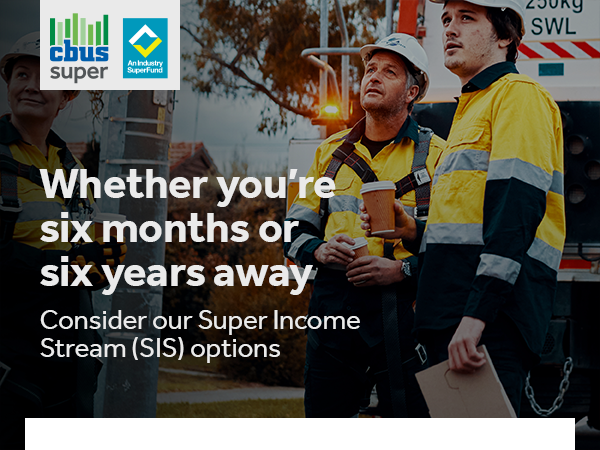 cbus
super
An Industry
SuperFund
250kg
SWL
Whether you're
six months or
six years away
Consider our Super Income
Stream (SIS) options